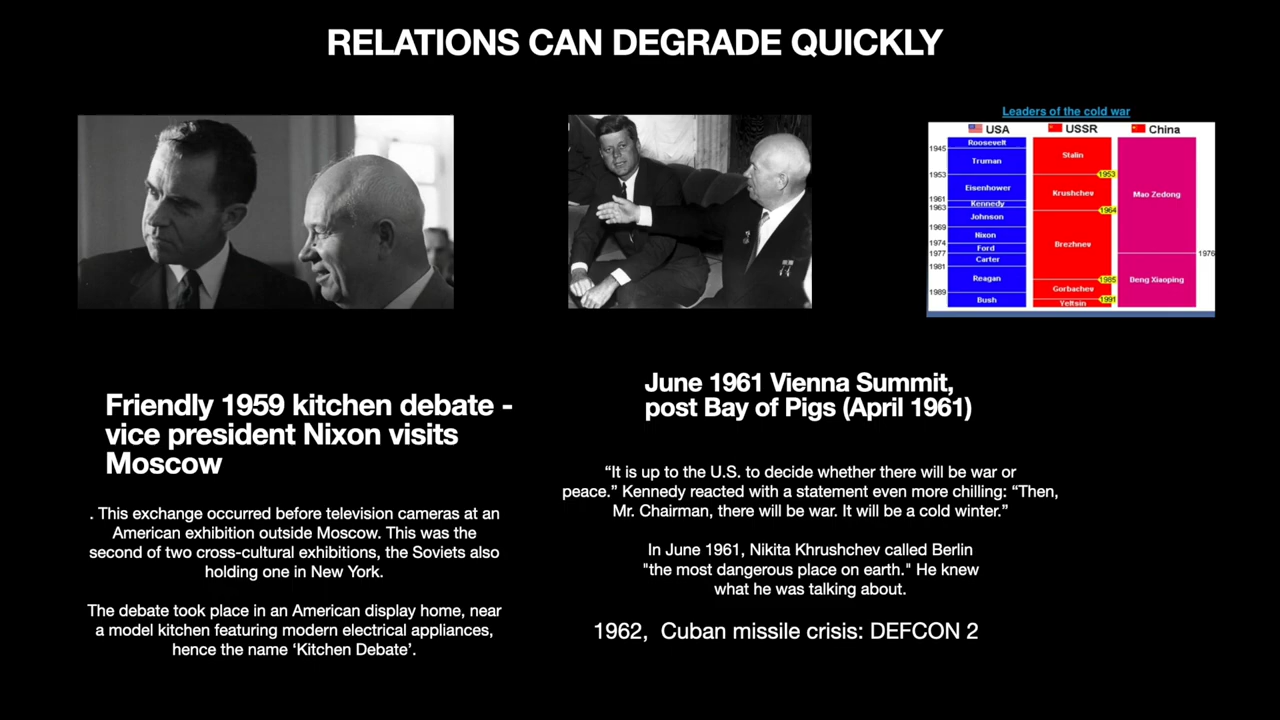 RELATIONS CAN DEGRADE QUICKLY
Leaders of the cold war
USA
USSR
China
1945
1953
1961
1963
1969
1974
1977
1981
1989
Roosevelt
Truman
Eisenhower
Kennedy
Johnson
Nixon
Ford
Carter
Reagan
Bush
Stalin
1953
Krushchev
1964
Brezhnev
1985
Gorbachev
1991
Yeltsin
Mao Zedong
1976
Deng Xiaoping
Friendly 1959 kitchen debate -
vice president Nixon visits
Moscow
. This exchange occurred before television cameras at an
American exhibition outside Moscow. This was the
second of two cross-cultural exhibitions, the Soviets also
holding one in New York.
The debate took place in an American display home, near
a model kitchen featuring modern electrical appliances,
hence the name ‘Kitchen Debate’.
June 1961 Vienna Summit,
post Bay of Pigs (April 1961)
“It is up to the U.S. to decide whether there will be war or
peace.” Kennedy reacted with a statement even more chilling: “Then,
Mr. Chairman, there will be war. It will be a cold winter.”
In June 1961, Nikita Khrushchev called Berlin
"the most dangerous place on earth." He knew
what he was talking about.
1962, Cuban missile crisis: DEFCON 2